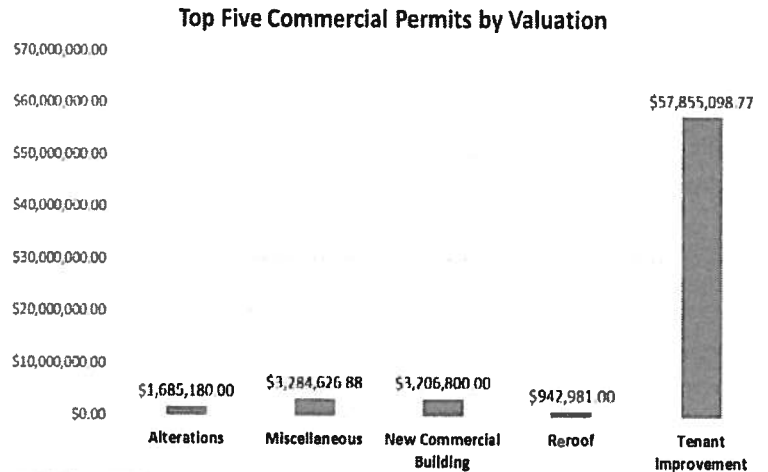 Top Five Commercial Permits by Valuation
$70,000,000.00
$60,000,000.00
$50,000,000.00
$40,000,000.00
$30,000,000.00
$20,000,000.00
$10,000,000.00
$0.00
$1,685,180.00
$3,284,626.88
$3,206,800.00
$942,981.00
$57,855,098.77
Alterations
Miscellaneous
New Commercial
Building
Reroof
Tenant
Improvement